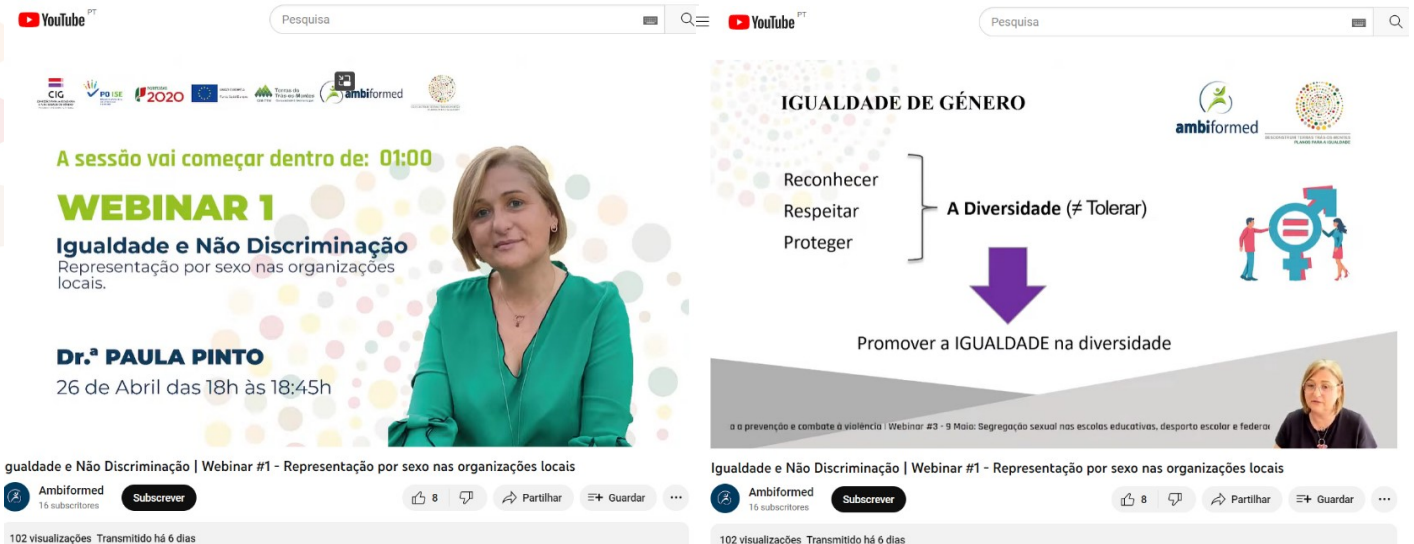 YouTube PT
Pesquisa
CIG
PO ISE
PORTUGAL
2020
Terras de
Trás-os-Montes
ambiformed
A sessão vai começar dentro de: 01:00
WEBINAR 1
Igualdade e Não Discriminação
Representação por sexo nas organizações
locais.
Dr.ª PAULA PINTO
26 de Abril das 18h às 18:45h
gualdade e Não Discriminação | Webinar #1 - Representação por sexo nas organizações locais
Ambiformed
16 subscritores
Subscrever
8
Partilhar
Guardar
102 visualizações Transmitido há 6 dias
YouTube PT
Pesquisa
IGUALDADE DE GÉNERO
ambiformed
PLANOS PARA A IGUALDADE
Reconhecer
Respeitar
Proteger
A Diversidade (≠ Tolerar)
Promover a IGUALDADE na diversidade
a a prevenção e combate à violência | Webinar #3 - 9 Maio: Segregação sexual nas escolas educativas, desporto escolar e federa
Igualdade e Não Discriminação | Webinar #1 - Representação por sexo nas organizações locais
Ambiformed
16 subscritores
Subscrever
8
Partilhar
Guardar
102 visualizações Transmitido há 6 dias